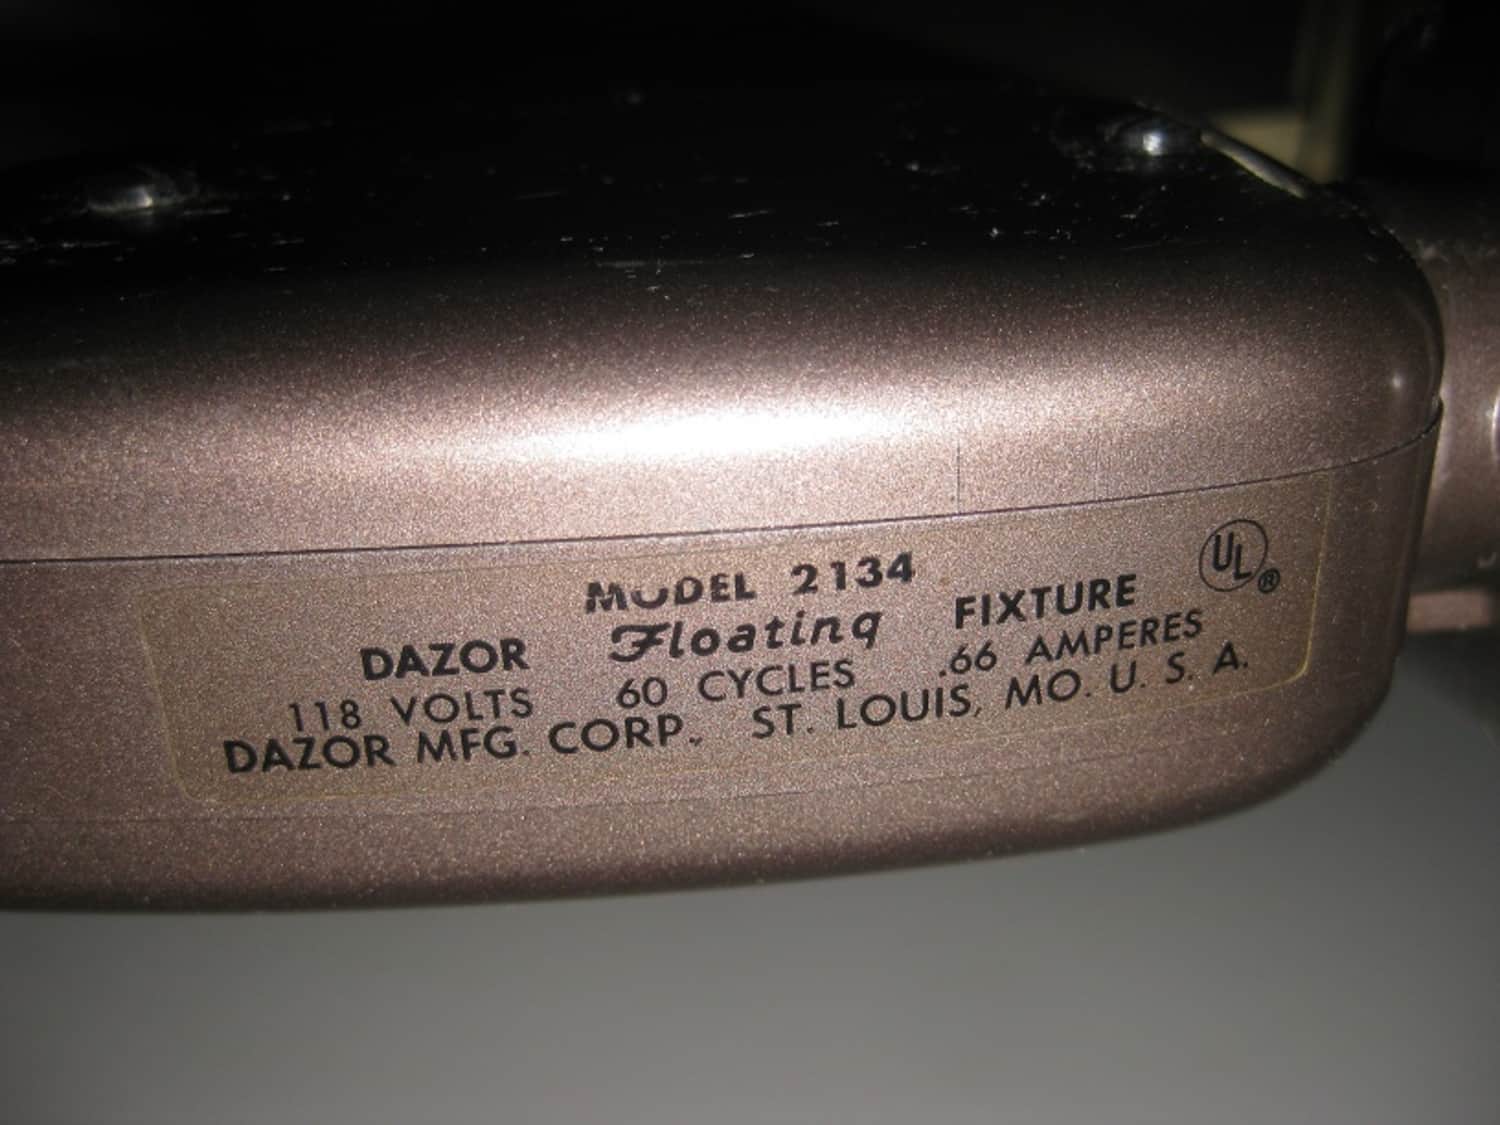 MODEL 2134
DAZOR Floating FIXTURE
118 VOLTS 60 CYCLES .66 AMPERES
DAZOR MFG. CORP. ST. LOUIS, MO. U. S. A.
UL®